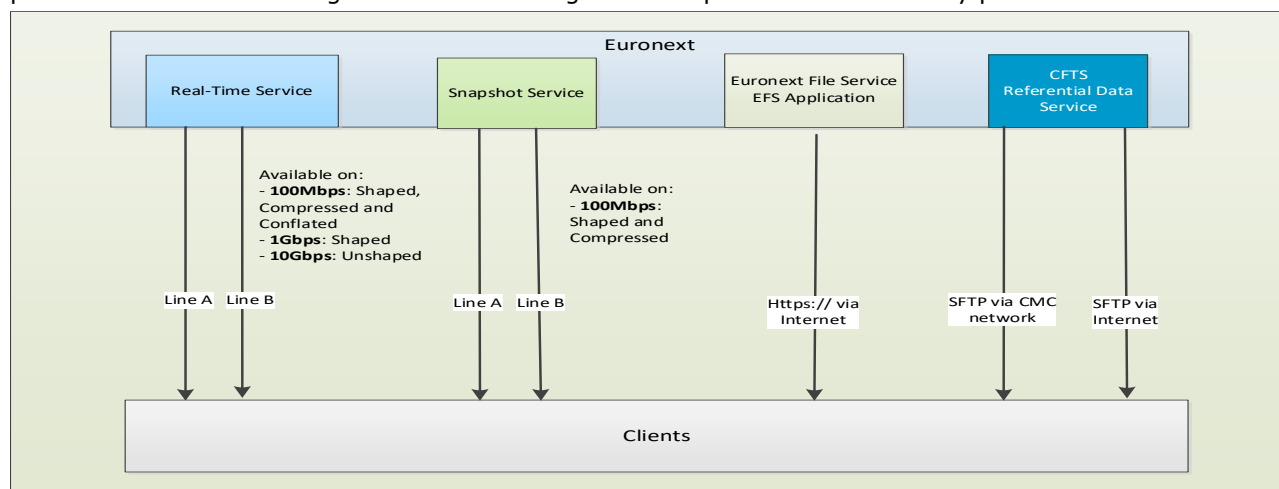 Euronext
Real-Time Service
Snapshot Service
Euronext File Service
EFS Application
CFTS
Referential Data
Service
Available on:
- 100Mbps: Shaped,
Compressed and
Conflated
- 1Gbps: Shaped
- 10Gbps: Unshaped
Available on:
- 100Mbps:
Shaped and
Compressed
Line A
Line B
Line A
Line B
Https:// via
Internet
SFTP via CMC
network
SFTP via
Internet
Clients